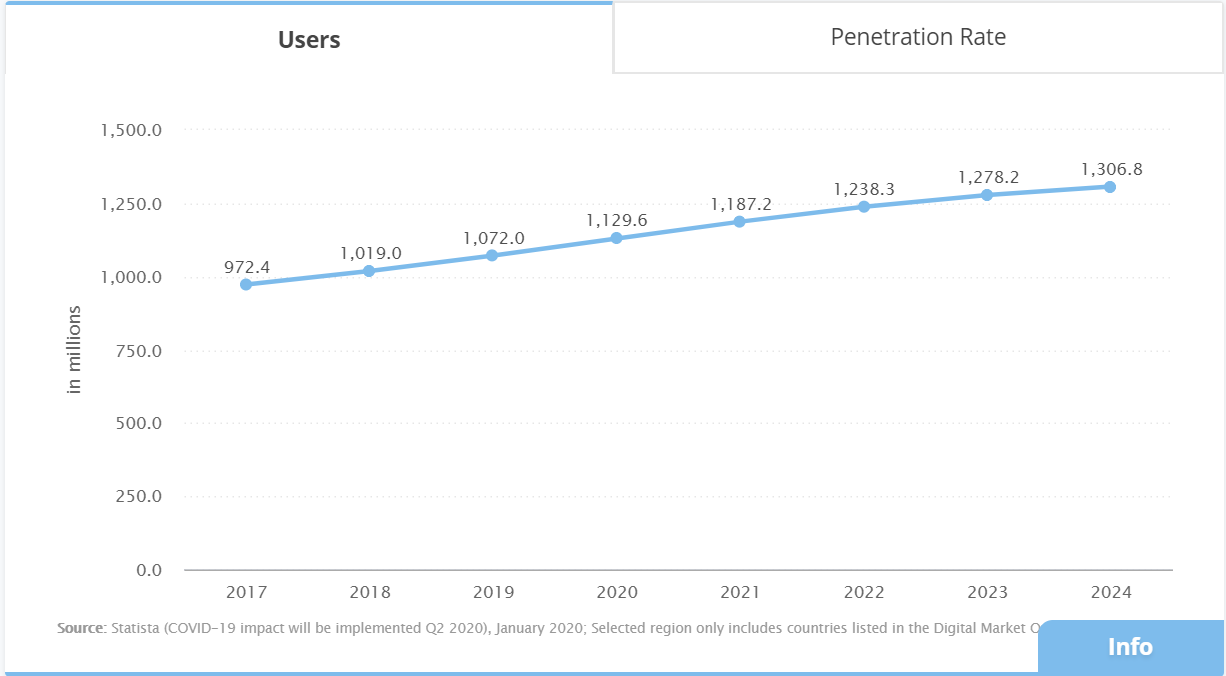 Users
Penetration Rate
1,500.0
1,250.0
1,000.0
750.0
500.0
250.0
0.0
in millions
972.4
1,019.0
1,072.0
1,129.6
1,187.2
1,238.3
1,278.2
1,306.8
2017 2018 2019 2020 2021 2022 2023 2024
Source: Statista (COVID-19 impact will be implemented Q2 2020), January 2020; Selected region only includes countries listed in the Digital Market
Info